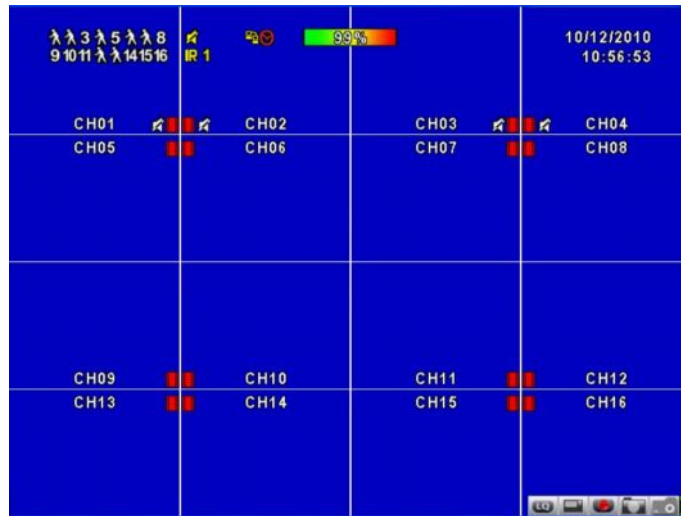 3 5 8
9 10 11 14 15 16
IR 1
99%
10/12/2010
10:56:53
CH01 CH02 CH03 CH04
CH05 CH06 CH07 CH08
CH09 CH10 CH11 CH12
CH13 CH14 CH15 CH16
LQ